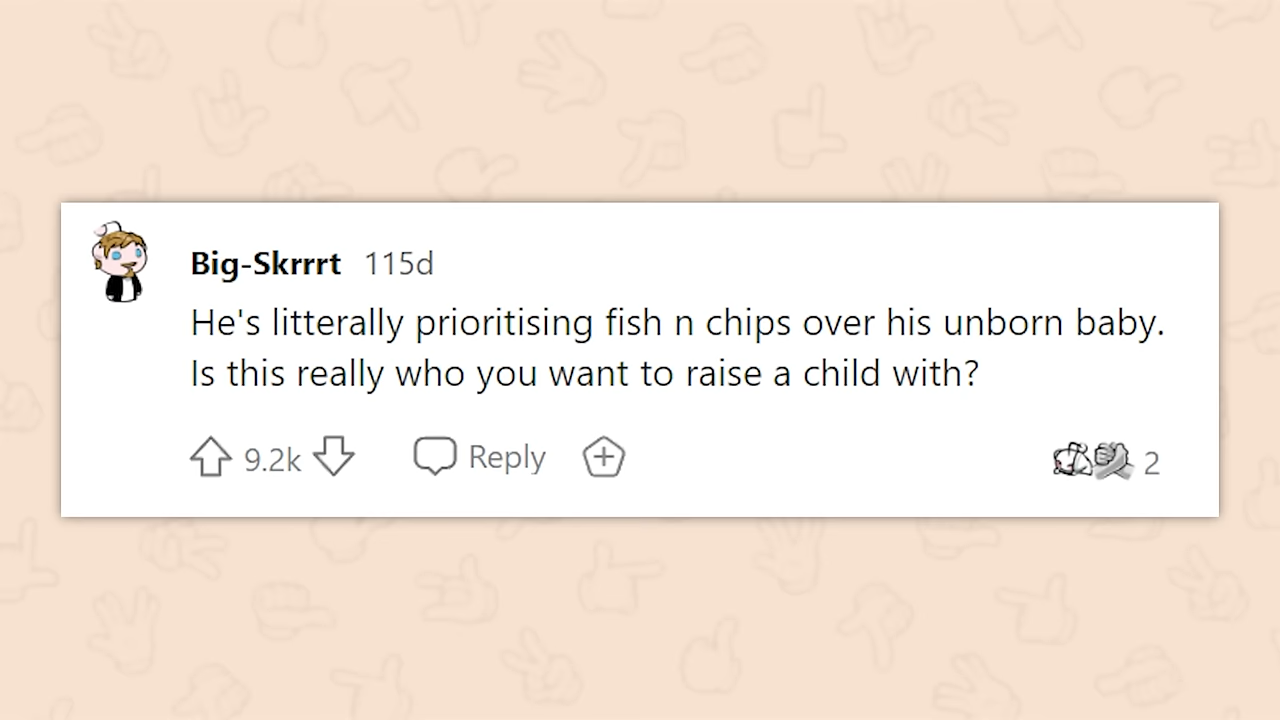 Big-Skrrrt 115d
He's litterally prioritising fish n chips over his unborn baby.
Is this really who you want to raise a child with?
9.2k Reply 2